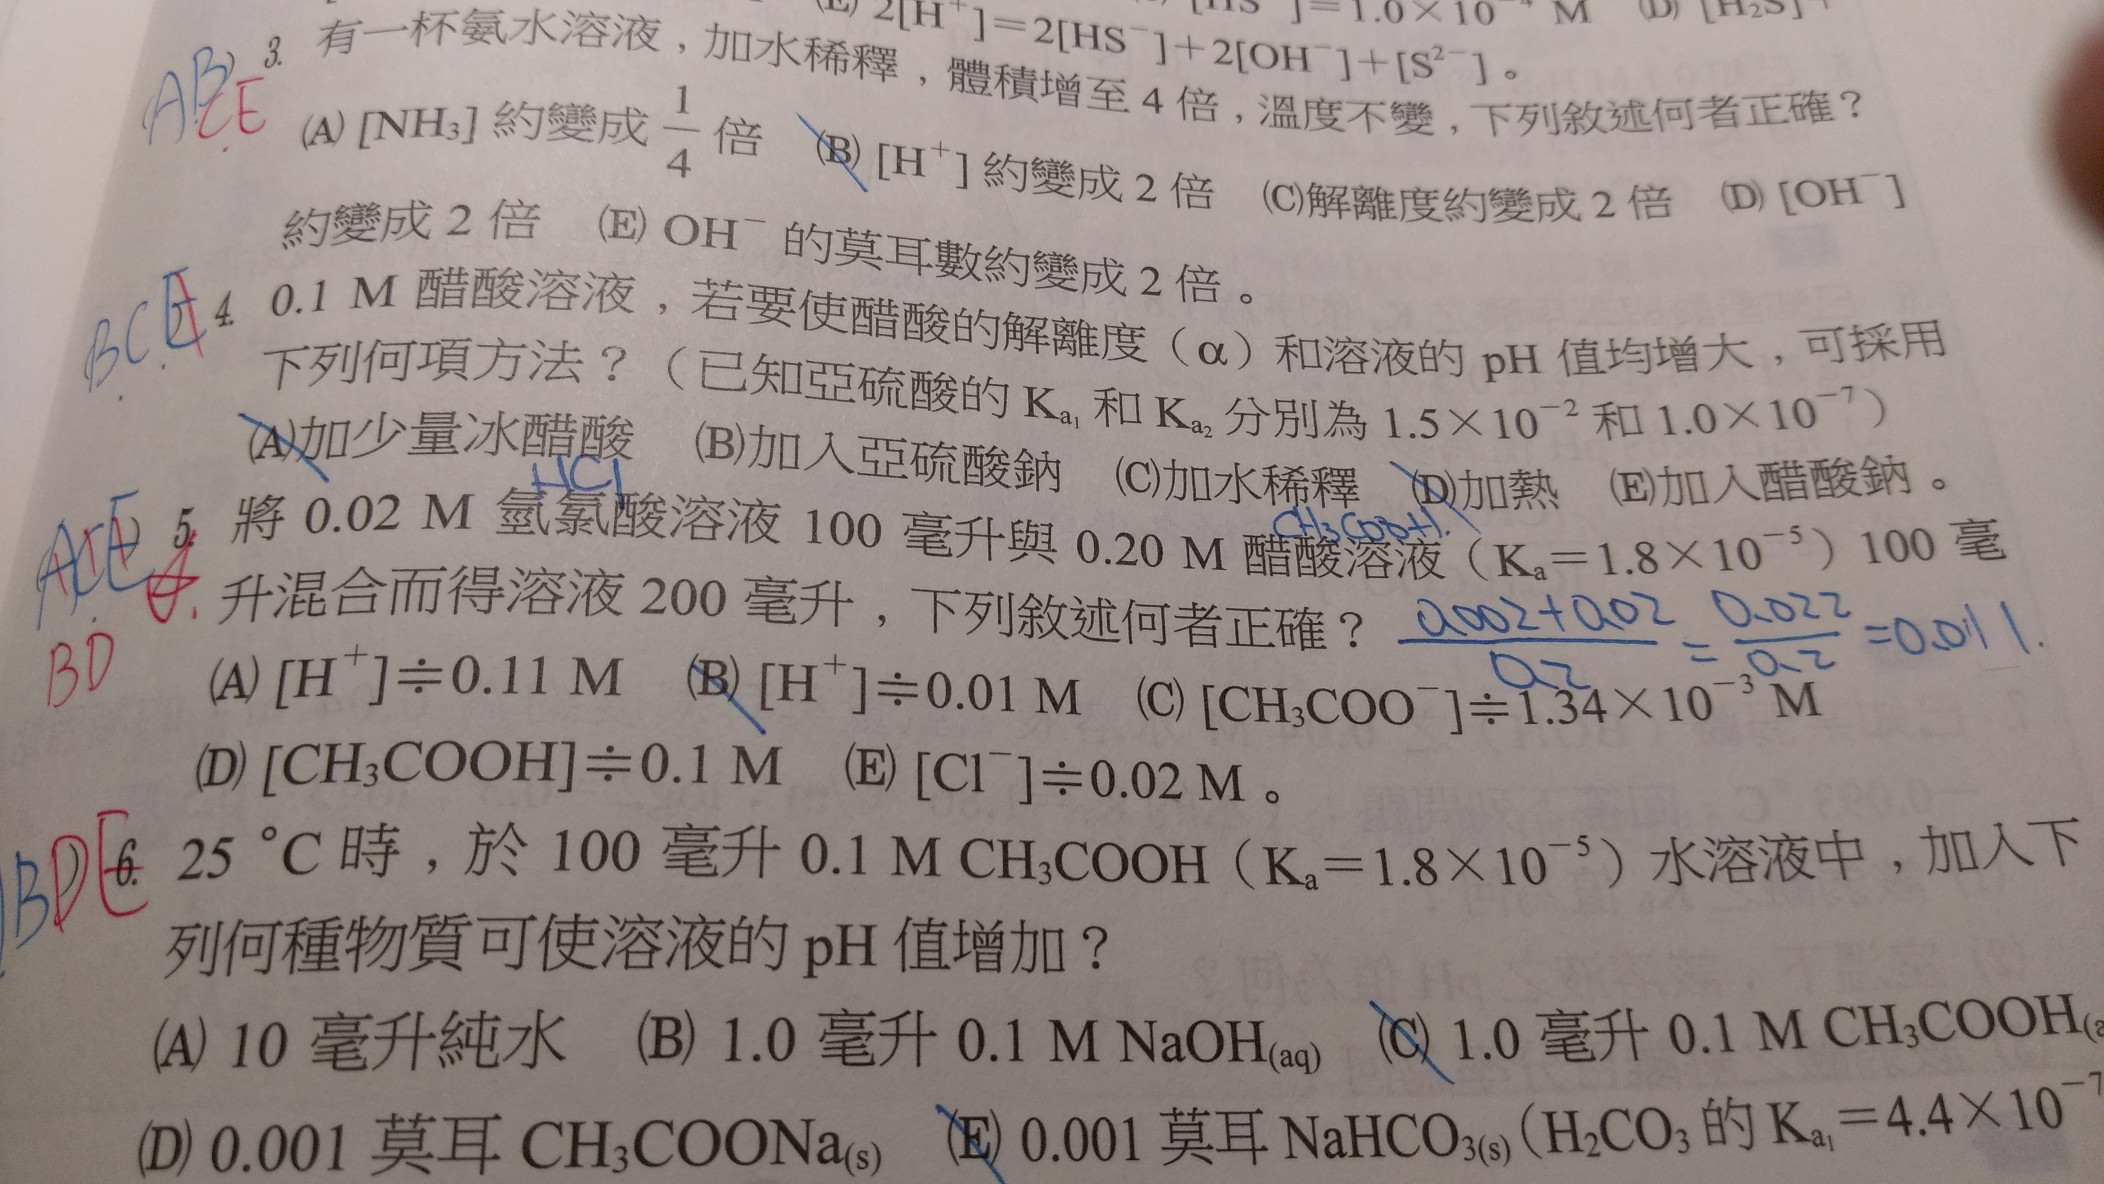 (E) 2[H⁺]=2[HS⁻]+2[OH⁻]+[S²⁻]。 [HS⁻]=1.0×10⁻⁴ M (D) [H₂S]+
ABCE 3. 有一杯氨水溶液，加水稀釋，體積增至 4 倍，溫度不變，下列敘述何者正確？
(A) [NH₃] 約變成 1/4 倍 (B) [H⁺] 約變成 2 倍 (C)解離度約變成 2 倍 (D) [OH⁻]
約變成 2 倍 (E) OH⁻ 的莫耳數約變成 2 倍。
BCE 4. 0.1 M 醋酸溶液，若要使醋酸的解離度（α）和溶液的 pH 值均增大，可採用
下列何項方法？（已知亞硫酸的 Ka₁ 和 Ka₂ 分別為 1.5×10⁻² 和 1.0×10⁻⁷）
(A)加少量冰醋酸 (B)加入亞硫酸鈉 (C)加水稀釋 (D)加熱 (E)加入醋酸鈉。
HCl CH₃COOH
ACE 5. 將 0.02 M 氫氯酸溶液 100 毫升與 0.20 M 醋酸溶液（Ka=1.8×10⁻⁵）100 毫
升混合而得溶液 200 毫升，下列敘述何者正確？ 0.002+0.02/0.2 = 0.022/0.2 = 0.011
BD
(A) [H⁺]≒0.11 M (B) [H⁺]≒0.01 M (C) [CH₃COO⁻]≒1.34×10⁻³ M
(D) [CH₃COOH]≒0.1 M (E) [Cl⁻]≒0.02 M。
BDE 6. 25 °C 時，於 100 毫升 0.1 M CH₃COOH（Ka=1.8×10⁻⁵）水溶液中，加入下
列何種物質可使溶液的 pH 值增加？
(A) 10 毫升純水 (B) 1.0 毫升 0.1 M NaOH(aq) (C) 1.0 毫升 0.1 M CH₃COOH(a
(D) 0.001 莫耳 CH₃COONa(s) (E) 0.001 莫耳 NaHCO₃(s)（H₂CO₃ 的 Ka₁=4.4×10⁻⁷